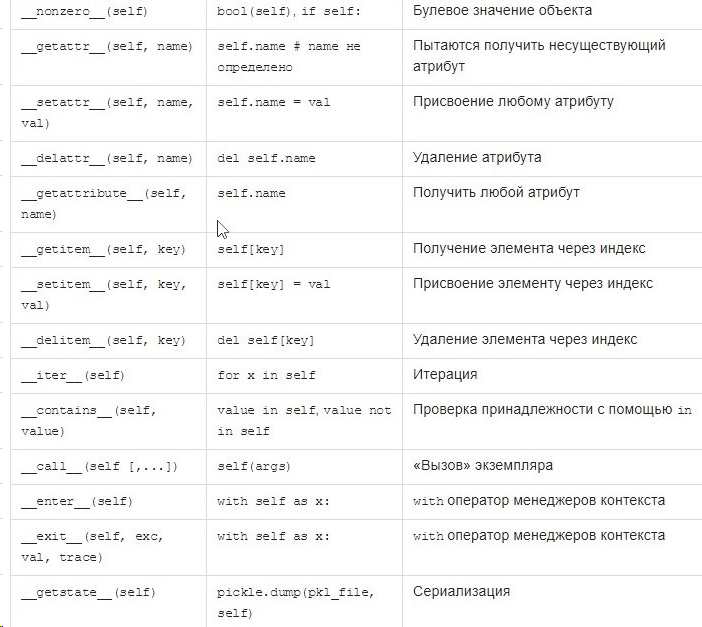 __nonzero__(self) bool(self), if self: Булевое значение объекта
__getattr__(self, name) self.name # name не Пытаются получить несуществующий
определено атрибут
__setattr__(self, name, self.name = val Присвоение любому атрибуту
val)
__delattr__(self, name) del self.name Удаление атрибута
__getattribute__(self, self.name Получить любой атрибут
name)
__getitem__(self, key) self[key] Получение элемента через индекс
__setitem__(self, key, self[key] = val Присвоение элементу через индекс
val)
__delitem__(self, key) del self[key] Удаление элемента через индекс
__iter__(self) for x in self Итерация
__contains__(self, value in self, value not Проверка принадлежности с помощью in
value) in self
__call__(self [,...]) self(args) «Вызов» экземпляра
__enter__(self) with self as x: with оператор менеджеров контекста
__exit__(self, exc, with self as x: with оператор менеджеров контекста
val, trace)
__getstate__(self) pickle.dump(pkl_file, Сериализация
self)